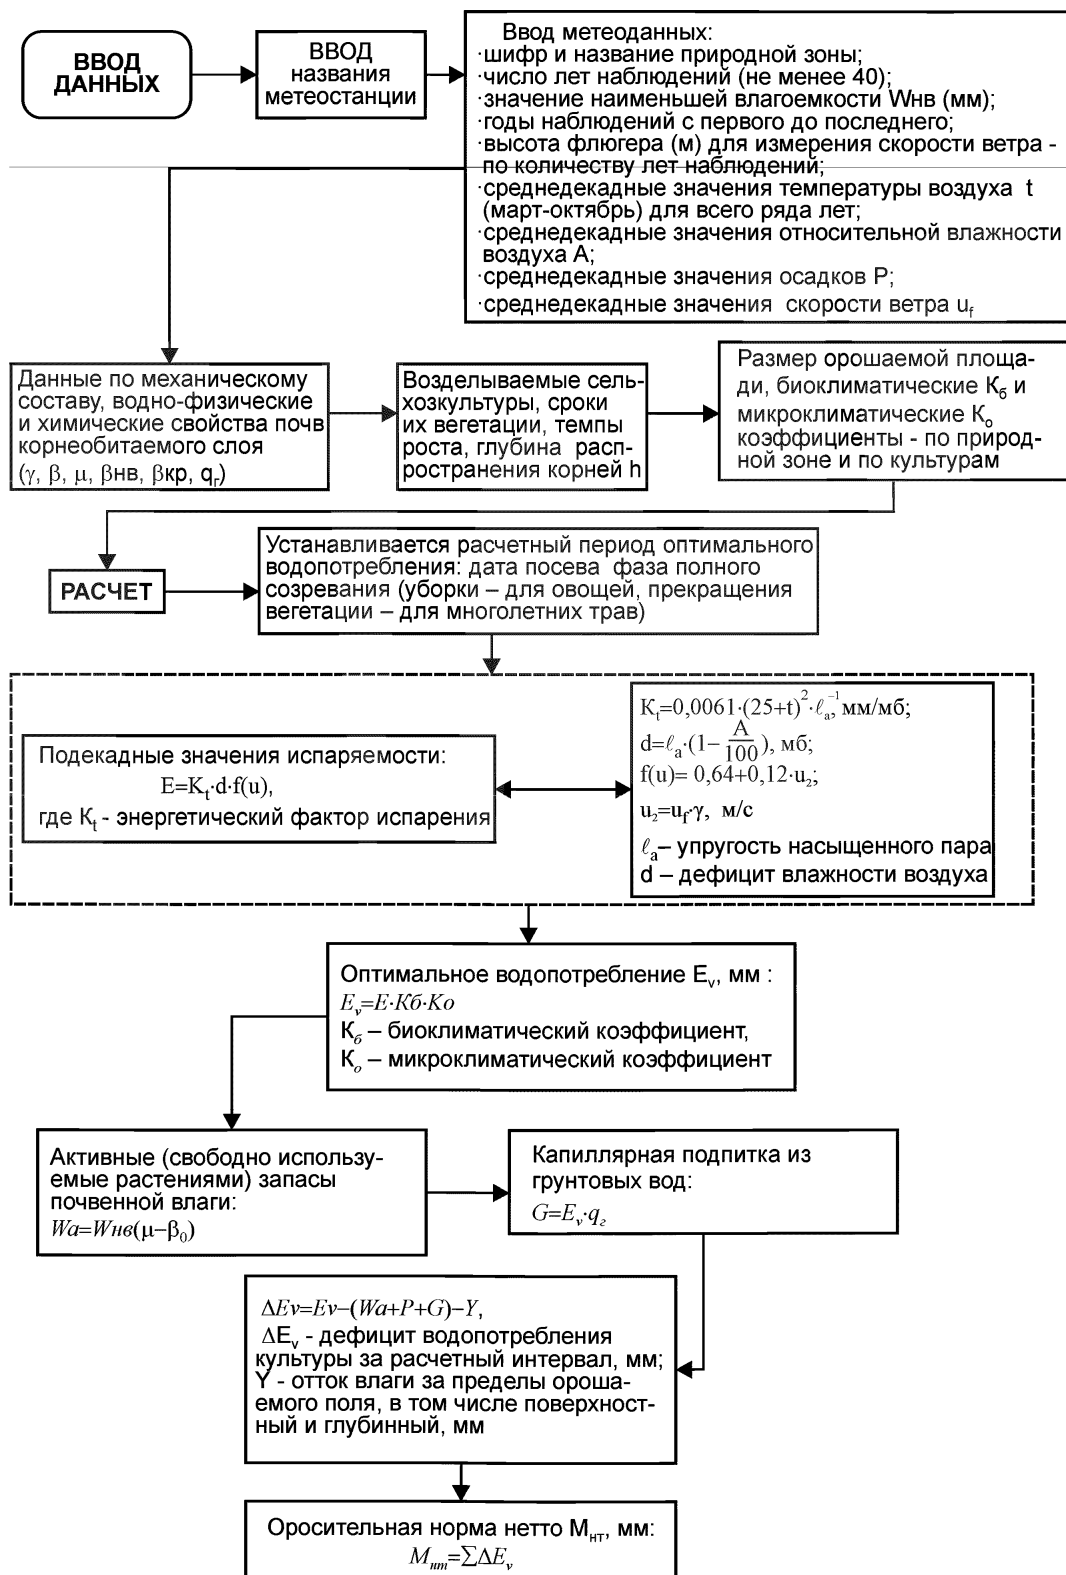 ВВОД
ДАННЫХ
ВВОД
названия
метеостанции
Ввод метеоданных:
·шифр и название природной зоны;
·число лет наблюдений (не менее 40);
·значение наименьшей влагоемкости Wнв (мм);
·годы наблюдений с первого до последнего;
·высота флюгера (м) для измерения скорости ветра -
по количеству лет наблюдений;
·среднедекадные значения температуры воздуха t
(март-октябрь) для всего ряда лет;
·среднедекадные значения относительной влажности
воздуха А;
·среднедекадные значения осадков Р;
·среднедекадные значения скорости ветра u_f
Данные по механическому
составу, водно-физические
и химические свойства почв
корнеобитаемого слоя
(γ, β, μ, βнв, βкр, qг)
Возделываемые сель-
хозкультуры, сроки
их вегетации, темпы
роста, глубина расп-
пространения корней h
Размер орошаемой площа-
ди, биоклиматические Кб и
микроклиматические Ко
коэффициенты - по природ-
ной зоне и по культурам
РАСЧЕТ
Устанавливается расчетный период оптимального
водопотребления: дата посева фаза полного
созревания (уборки – для овощей, прекращения
вегетации – для многолетних трав)
Подекадные значения испаряемости:
E=Kt·d·f(u),
где Kt - энергетический фактор испарения
Kt=0,0061·(25+t)²·ℓa⁻¹, мм/мб;
d=ℓa·(1−A/100), мб;
f(u)= 0,64+0,12·u₂;
u₂=u_f·γ, м/с
ℓa– упругость насыщенного пара
d – дефицит влажности воздуха
Оптимальное водопотребление Ev, мм :
Ev=E·Kб·Ko
Кб – биоклиматический коэффициент,
Ко – микроклиматический коэффициент
Активные (свободно использу-
емые растениями) запасы
почвенной влаги:
Wa=Wнв(μ−β₀)
Капиллярная подпитка из
грунтовых вод:
G=Ev·qг
ΔEv=Ev−(Wa+P+G)−Y,
ΔEv - дефицит водопотребления
культуры за расчетный интервал, мм;
Y - отток влаги за пределы ороша-
емого поля, в том числе поверхност-
ный и глубинный, мм
Оросительная норма нетто Mнт, мм:
Mнт=∑ΔEv